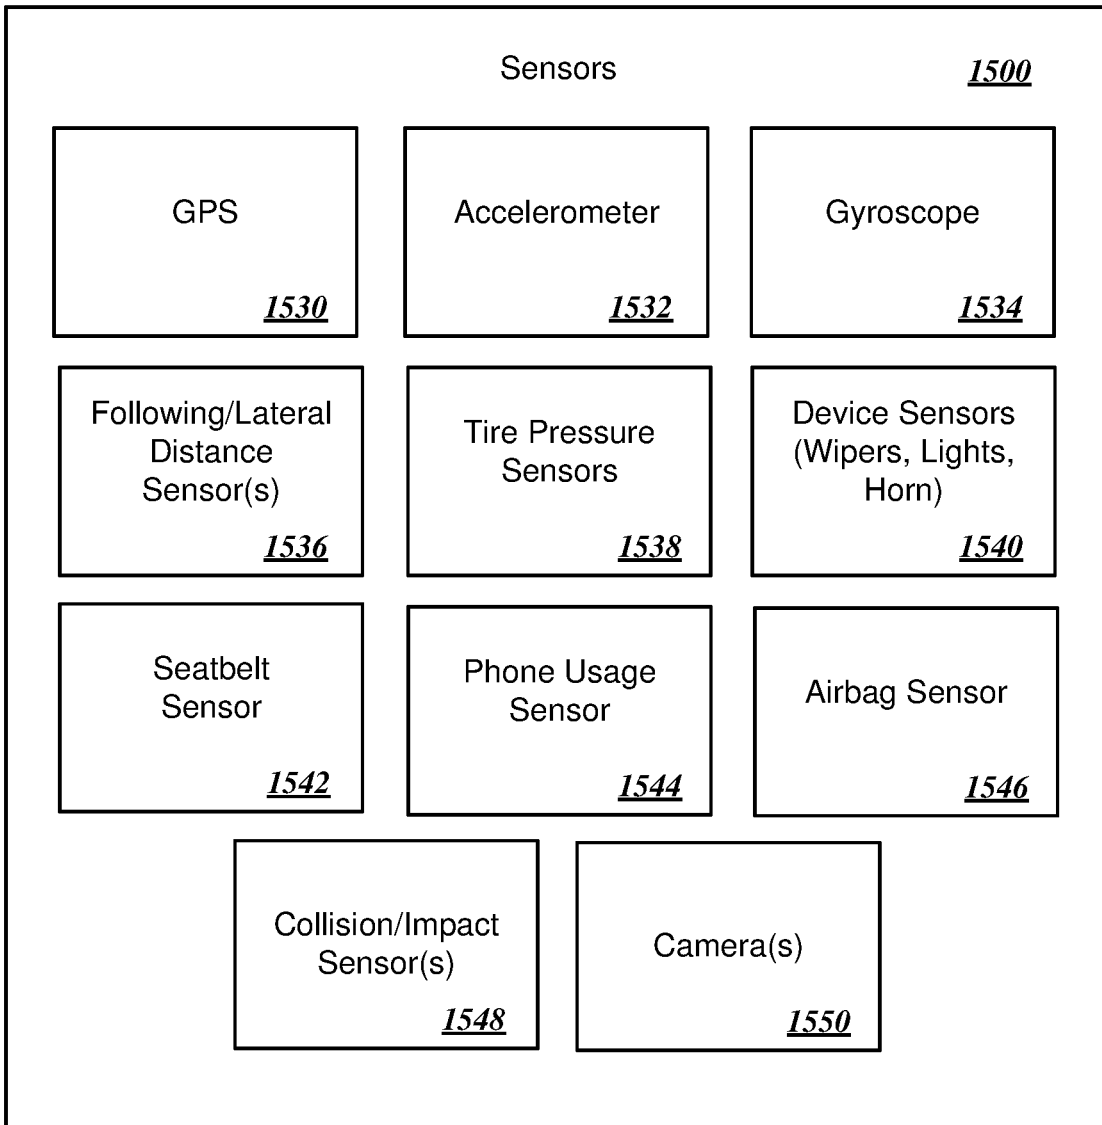 Sensors 1500
GPS
1530
Accelerometer
1532
Gyroscope
1534
Following/Lateral
Distance
Sensor(s)
1536
Tire Pressure
Sensors
1538
Device Sensors
(Wipers, Lights,
Horn)
1540
Seatbelt
Sensor
1542
Phone Usage
Sensor
1544
Airbag Sensor
1546
Collision/Impact
Sensor(s)
1548
Camera(s)
1550